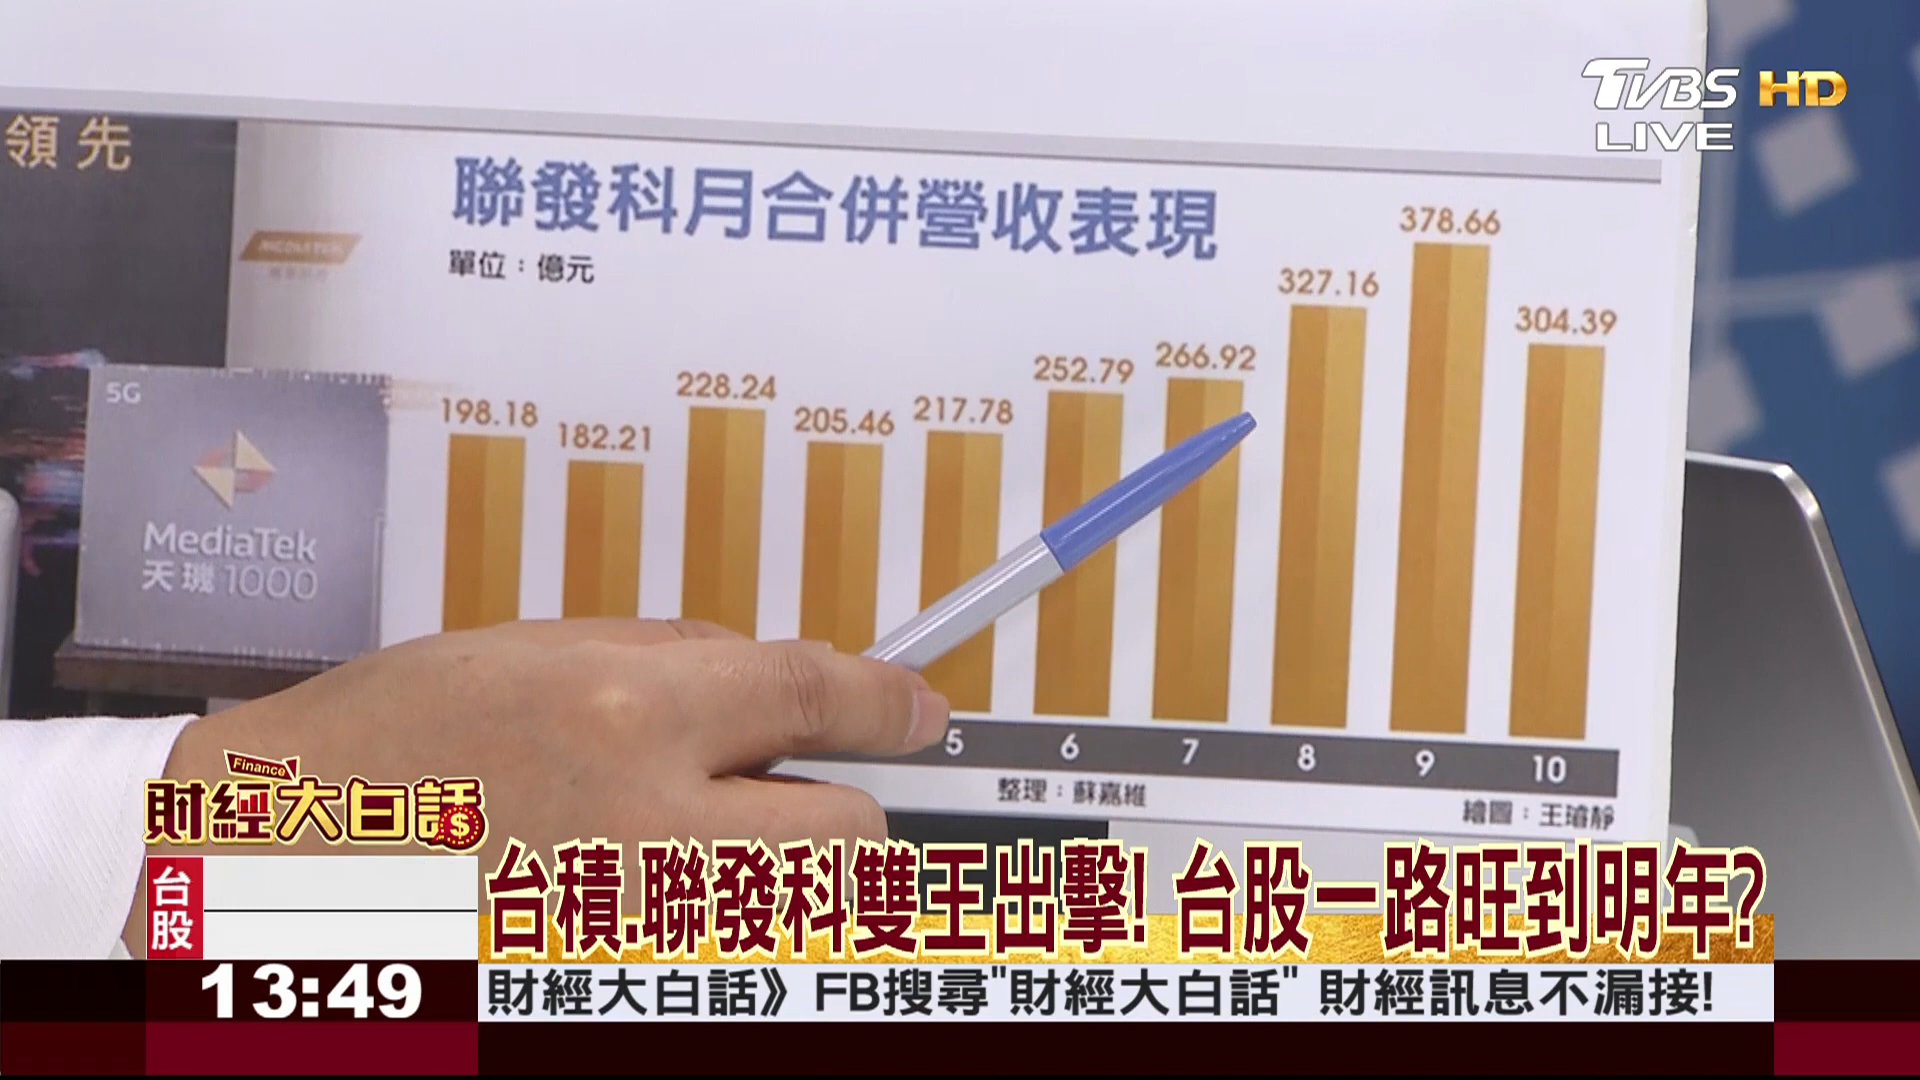 TVBS HD
LIVE
領先
聯發科月合併營收表現
單位：億元
MEDIATEK
5G
MediaTek
天璣 1000
198.18
182.21
228.24
205.46
217.78
252.79
266.92
327.16
378.66
304.39
5 6 7 8 9 10
整理：蘇嘉維
繪圖：王璿靜
Finance
財經大白話
台股
台積.聯發科雙王出擊! 台股一路旺到明年?
13:49
財經大白話》FB搜尋"財經大白話" 財經訊息不漏接!